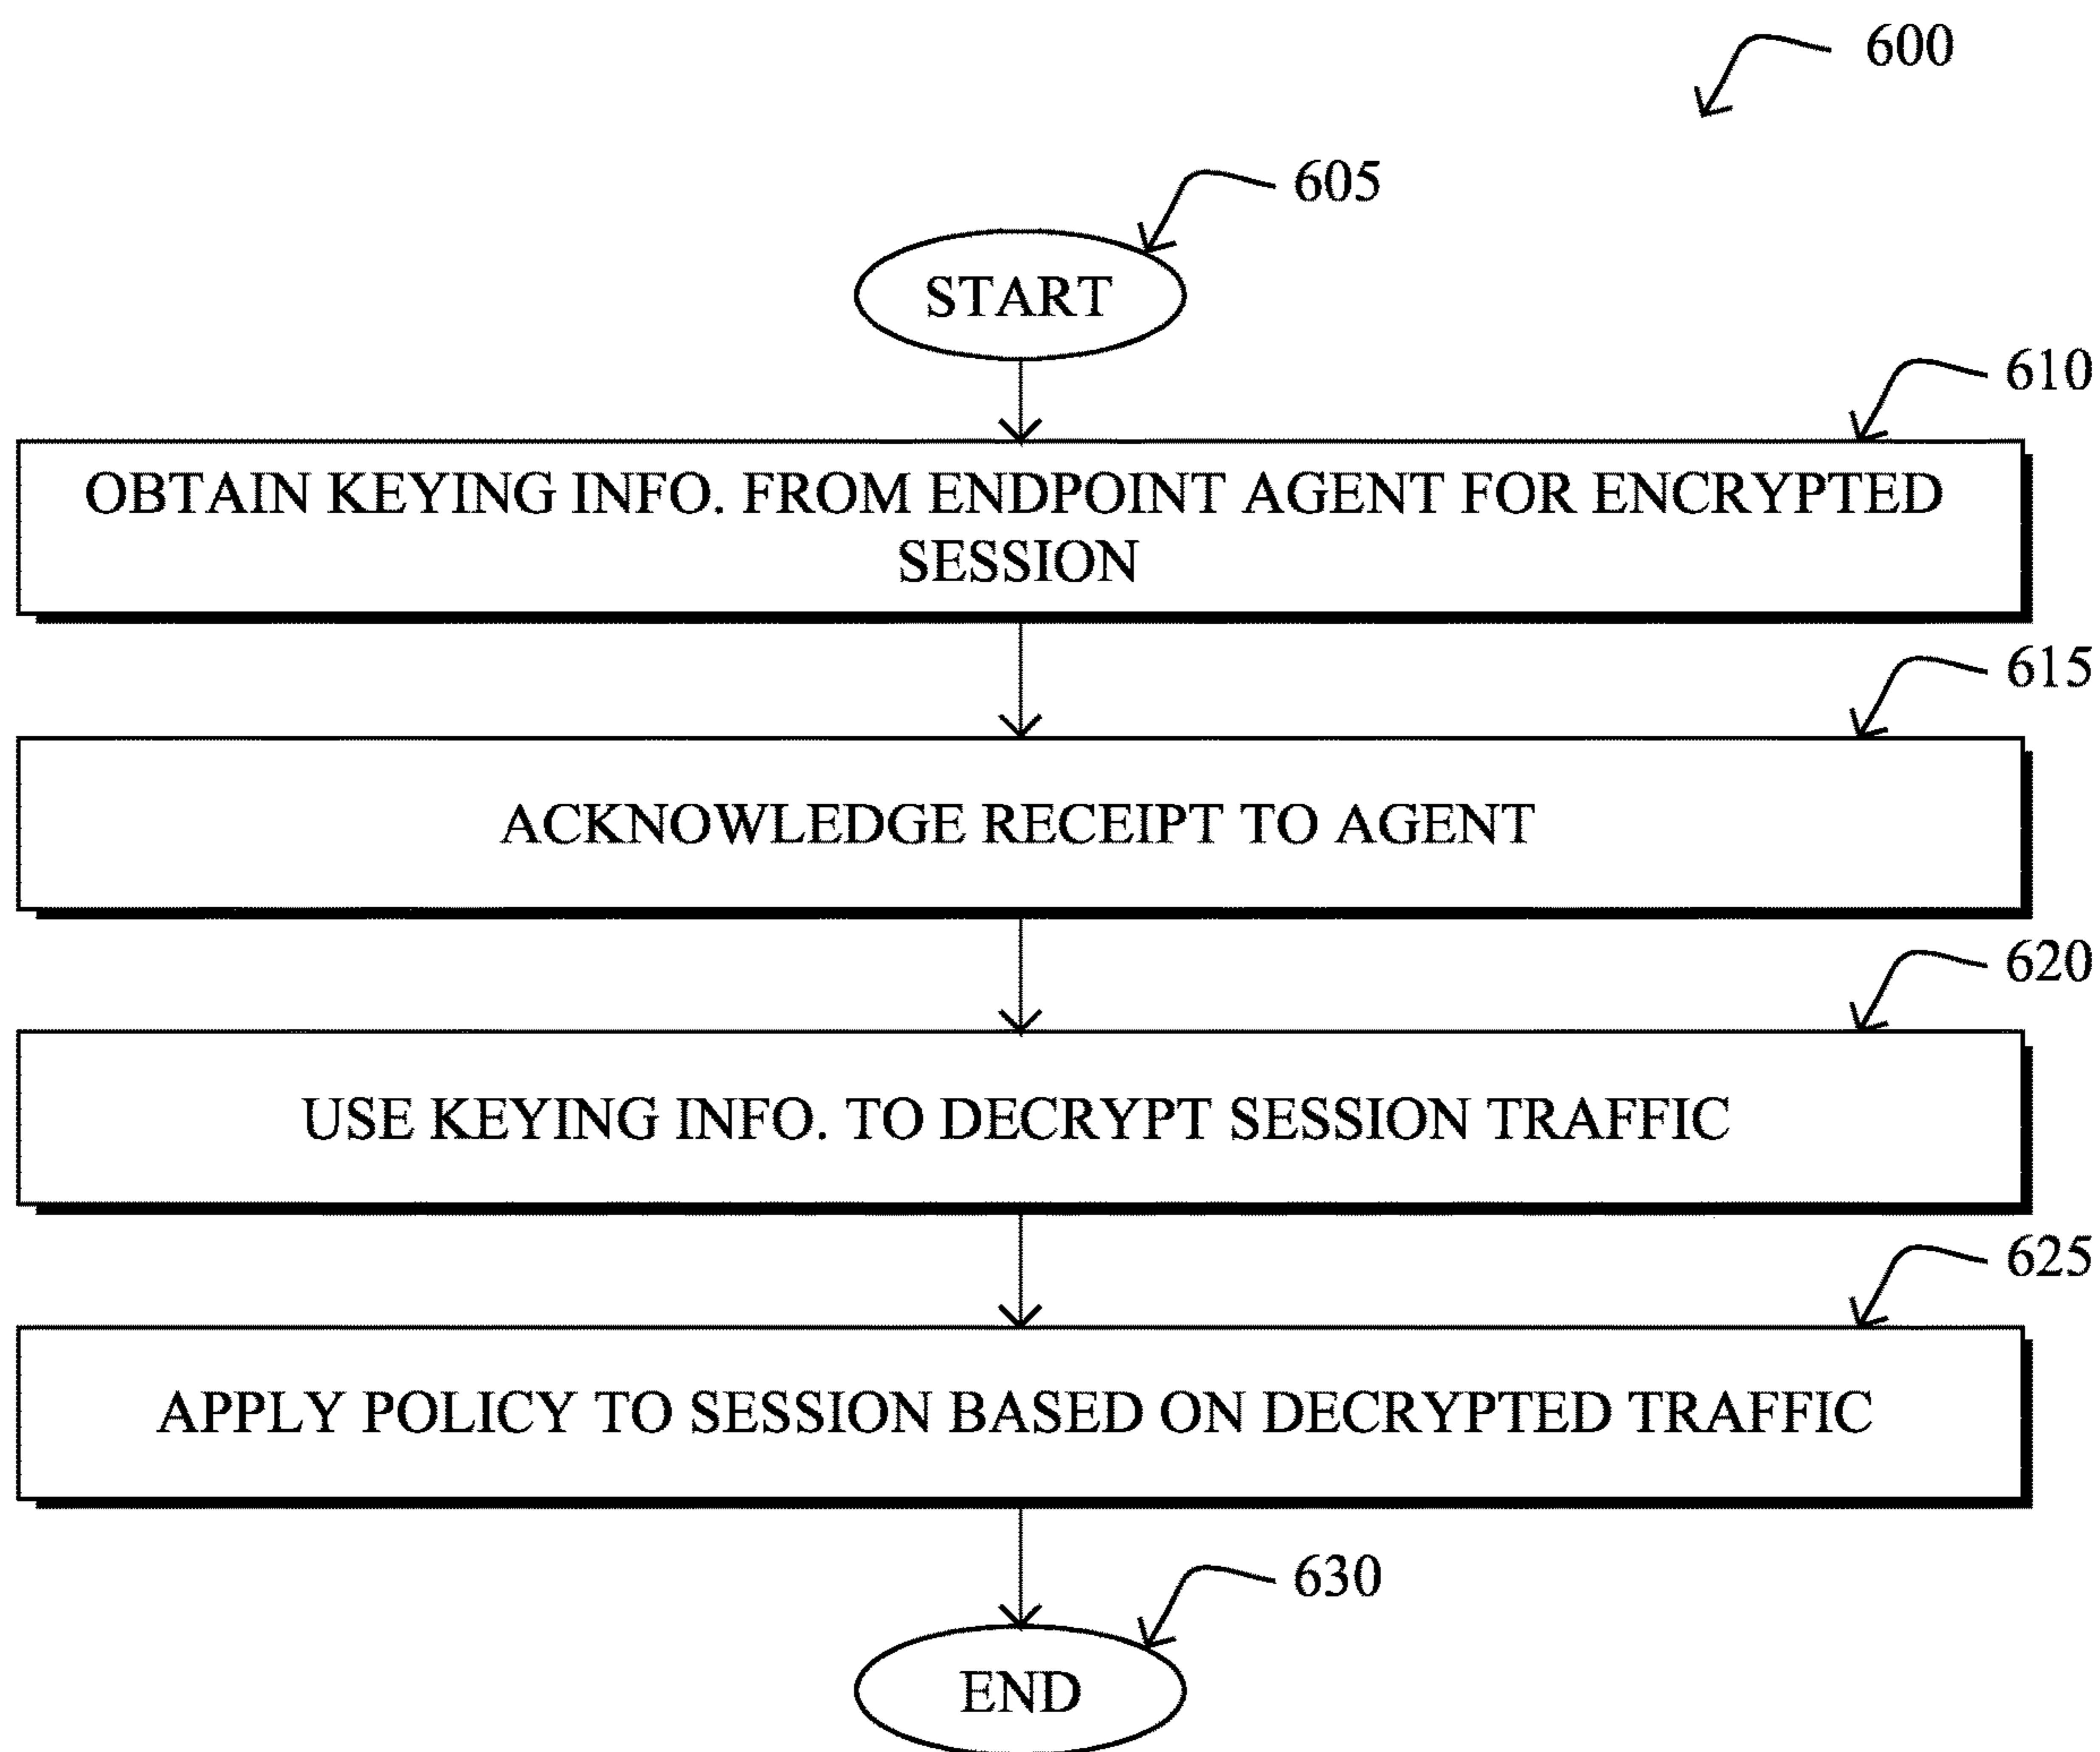 600
605
START
610
OBTAIN KEYING INFO. FROM ENDPOINT AGENT FOR ENCRYPTED
SESSION
615
ACKNOWLEDGE RECEIPT TO AGENT
620
USE KEYING INFO. TO DECRYPT SESSION TRAFFIC
625
APPLY POLICY TO SESSION BASED ON DECRYPTED TRAFFIC
630
END